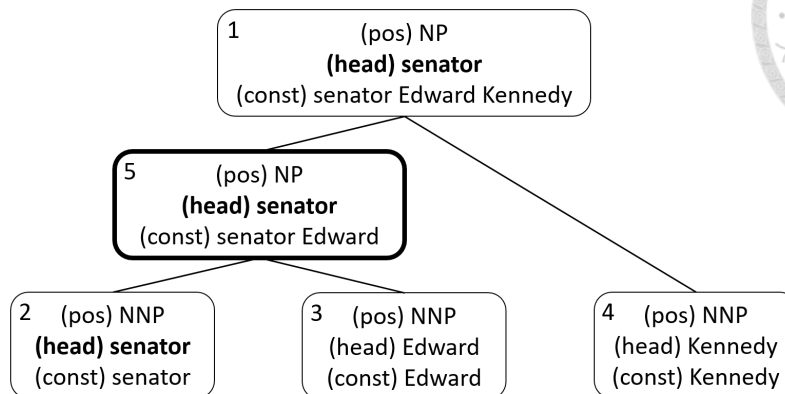 1
(pos) NP
(head) senator
(const) senator Edward Kennedy
5
(pos) NP
(head) senator
(const) senator Edward
2
(pos) NNP
(head) senator
(const) senator
3
(pos) NNP
(head) Edward
(const) Edward
4
(pos) NNP
(head) Kennedy
(const) Kennedy